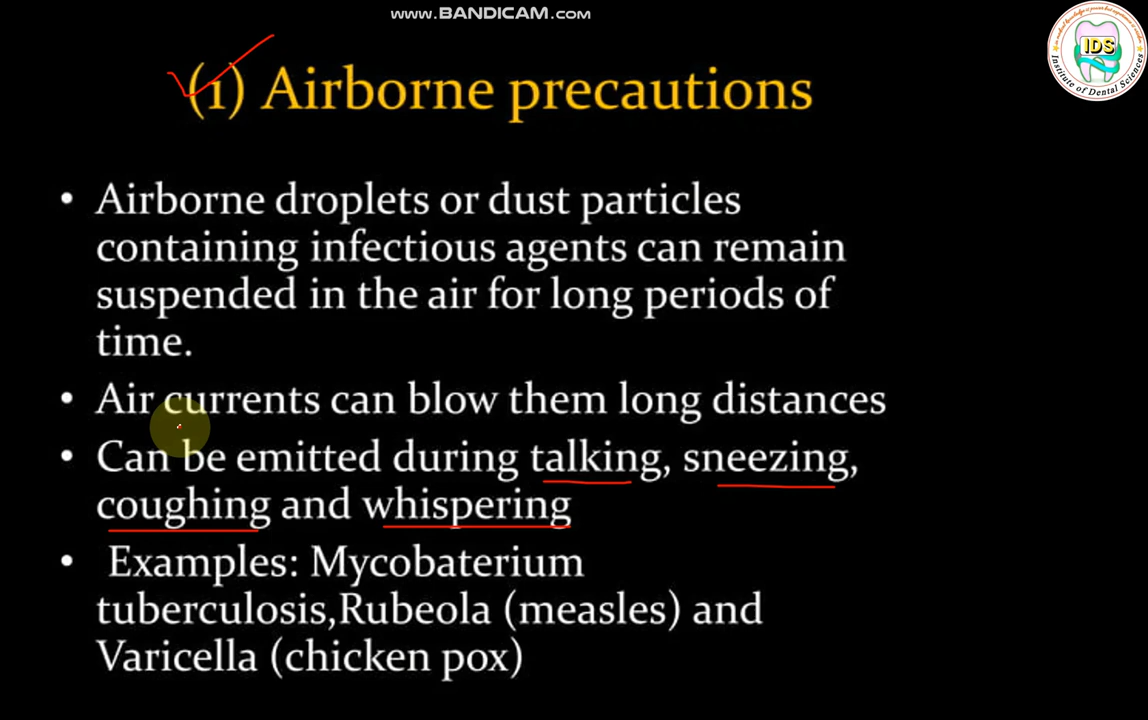 www.BANDICAM.com
IDS
Institute of Dental Sciences
(1) Airborne precautions
• Airborne droplets or dust particles
containing infectious agents can remain
suspended in the air for long periods of
time.
• Air currents can blow them long distances
• Can be emitted during talking, sneezing,
coughing and whispering
• Examples: Mycobaterium
tuberculosis,Rubeola (measles) and
Varicella (chicken pox)